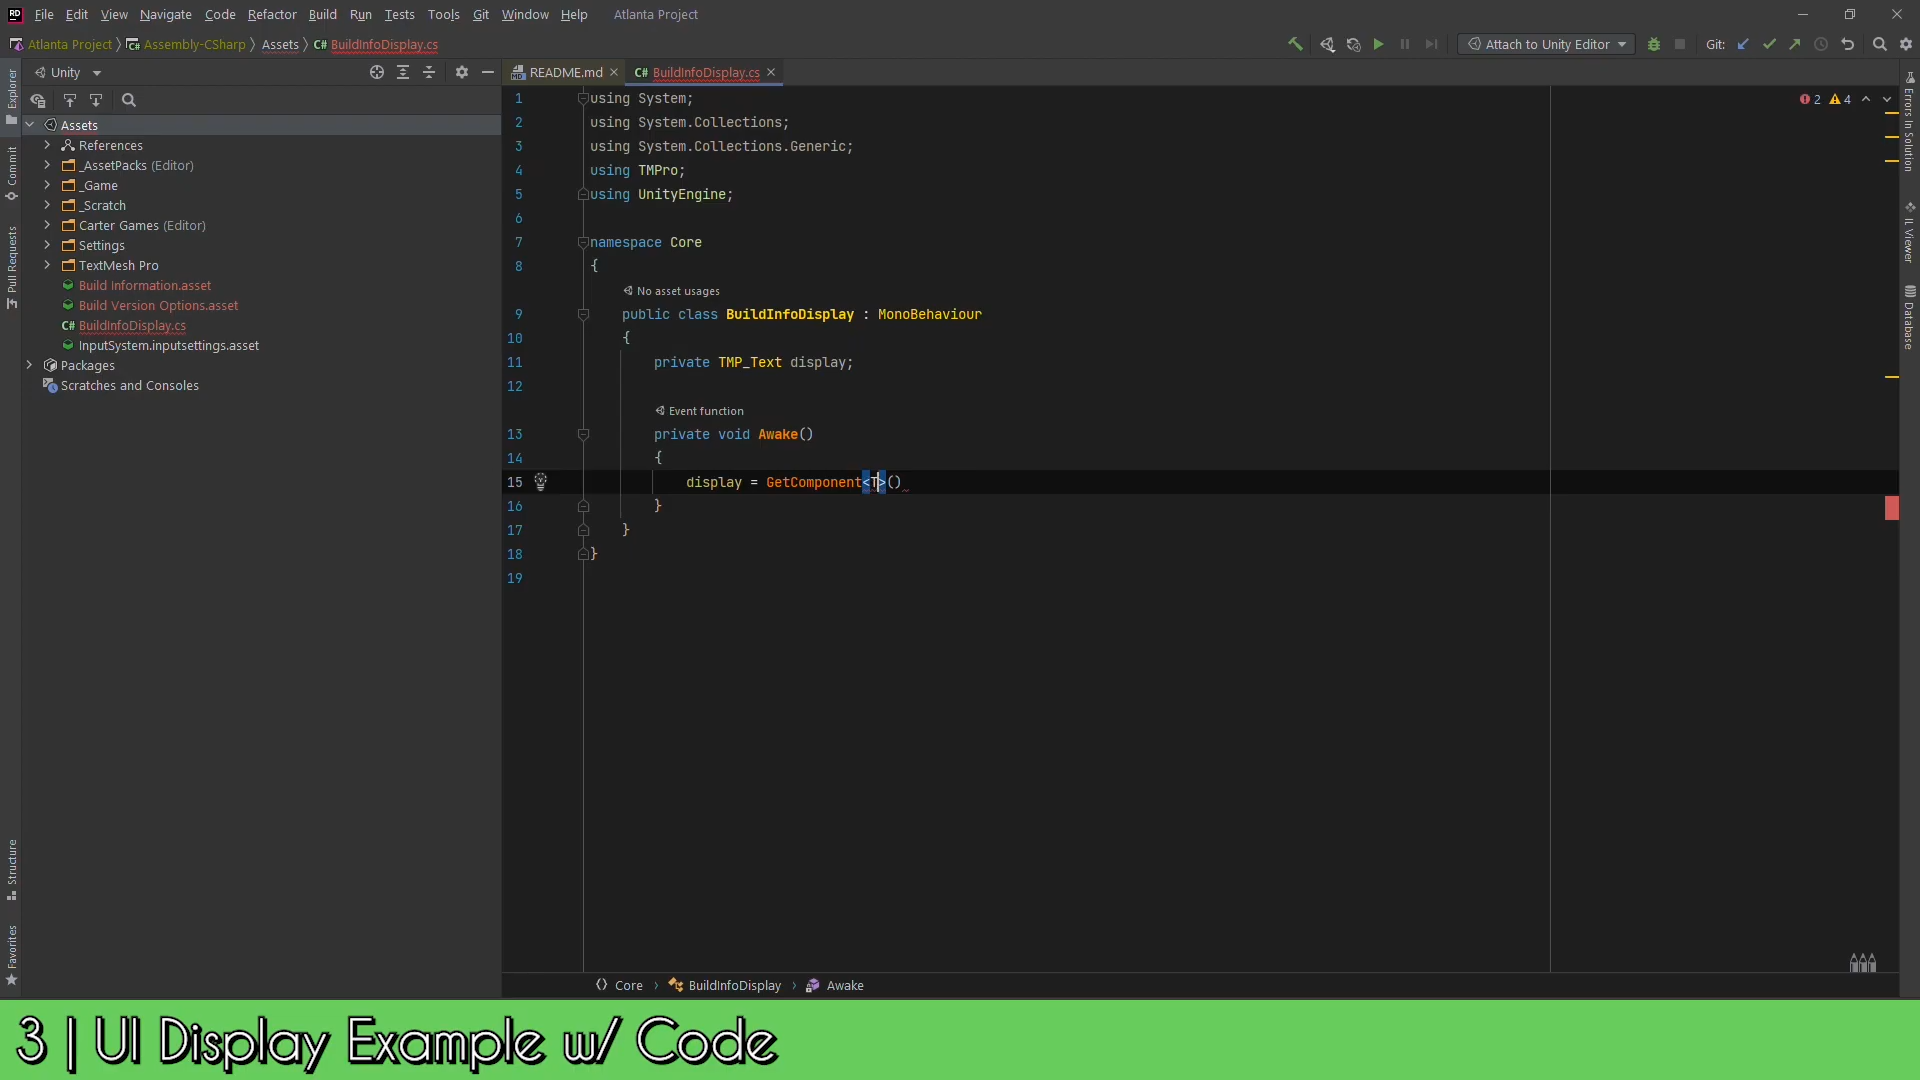 File Edit View Navigate Code Refactor Build Run Tests Tools Git Window Help Atlanta Project
Atlanta Project Assembly-CSharp Assets C# BuildInfoDisplay.cs
Attach to Unity Editor Git:
Unity
README.md C# BuildInfoDisplay.cs
2 4
Assets
References
_AssetPacks (Editor)
_Game
_Scratch
Carter Games (Editor)
Settings
TextMesh Pro
Build Information.asset
Build Version Options.asset
C# BuildInfoDisplay.cs
InputSystem.inputsettings.asset
Packages
Scratches and Consoles
1 using System;
2 using System.Collections;
3 using System.Collections.Generic;
4 using TMPro;
5 using UnityEngine;
6
7 namespace Core
8 {
No asset usages
9 public class BuildInfoDisplay : MonoBehaviour
10 {
11 private TMP_Text display;
12
Event function
13 private void Awake()
14 {
15 display = GetComponent<T>()
16 }
17 }
18 }
19
Explorer
Commit
Pull Requests
Structure
Favorites
Errors In Solution
IL Viewer
Database
Core BuildInfoDisplay Awake
3 | UI Display Example w/ Code